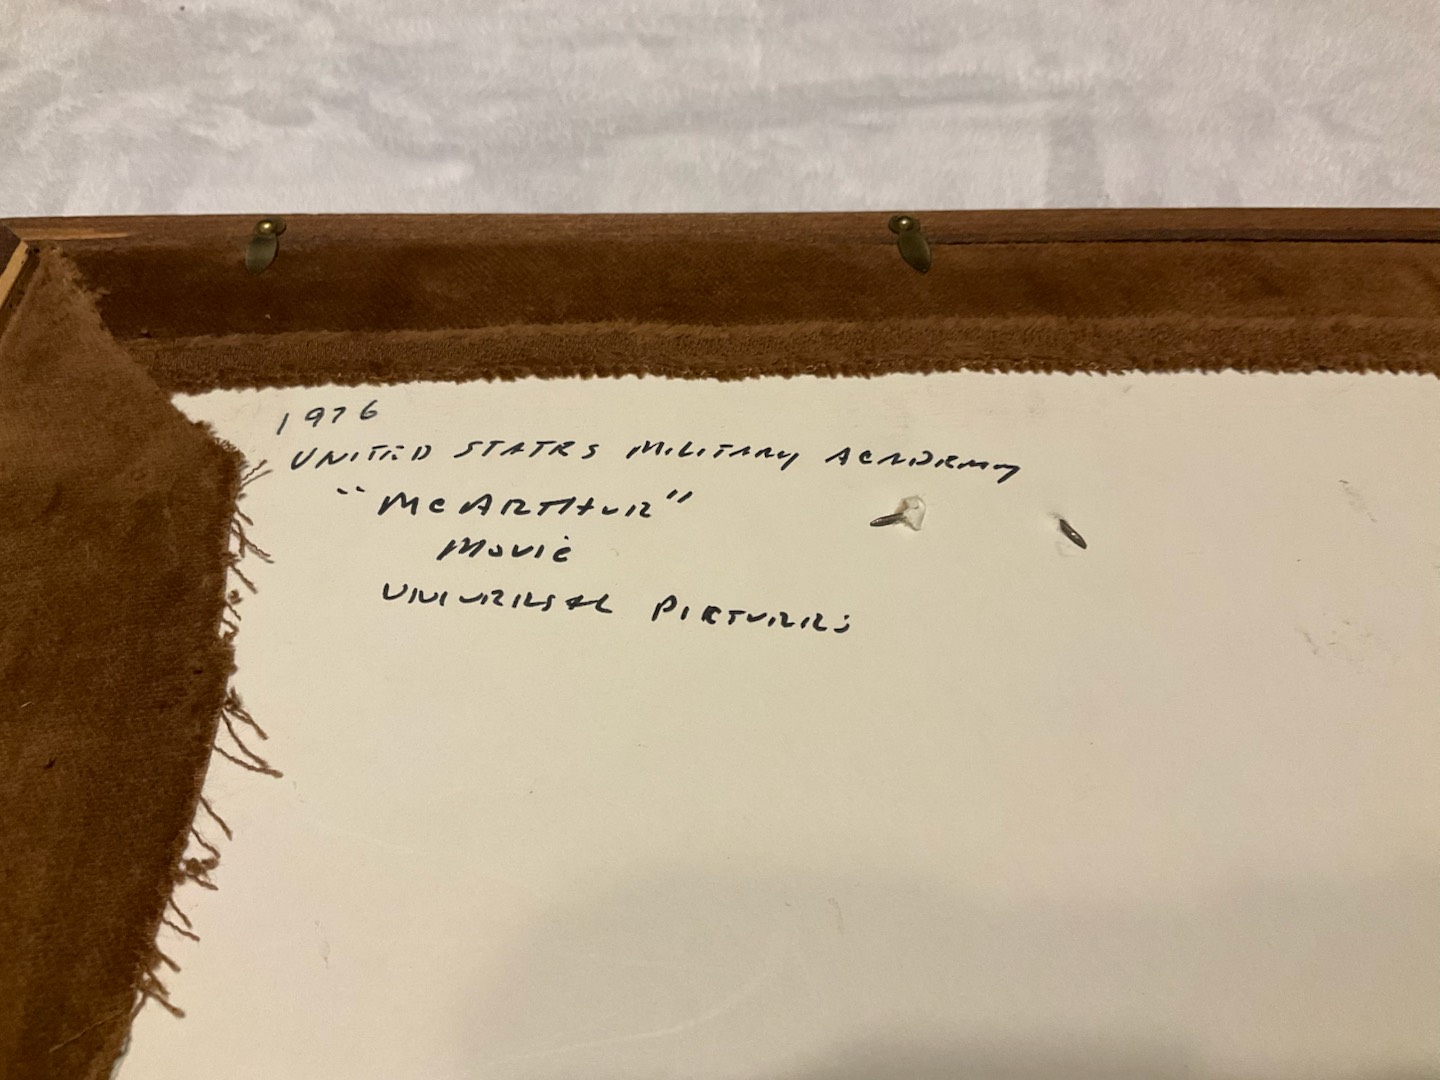 1976
UNITED STATES MILITARY ACADEMY
"McARTHUR"
MOVIE
UNIVERSAL PICTURES